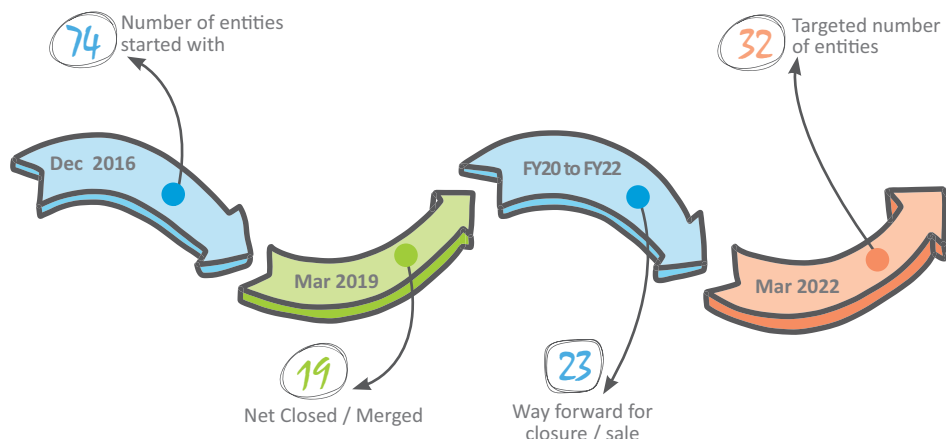 74
Number of entities
started with
Dec 2016
Mar 2019
19
Net Closed / Merged
FY20 to FY22
23
Way forward for
closure / sale
32
Targeted number
of entities
Mar 2022